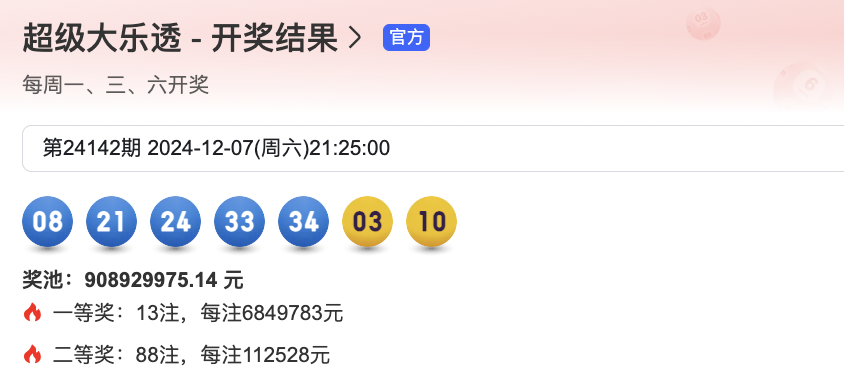 超级大乐透 - 开奖结果 > 官方
每周一、三、六开奖
第24142期 2024-12-07(周六)21:25:00
08 21 24 33 34 03 10
奖池：908929975.14 元
一等奖：13注，每注6849783元
二等奖：88注，每注112528元